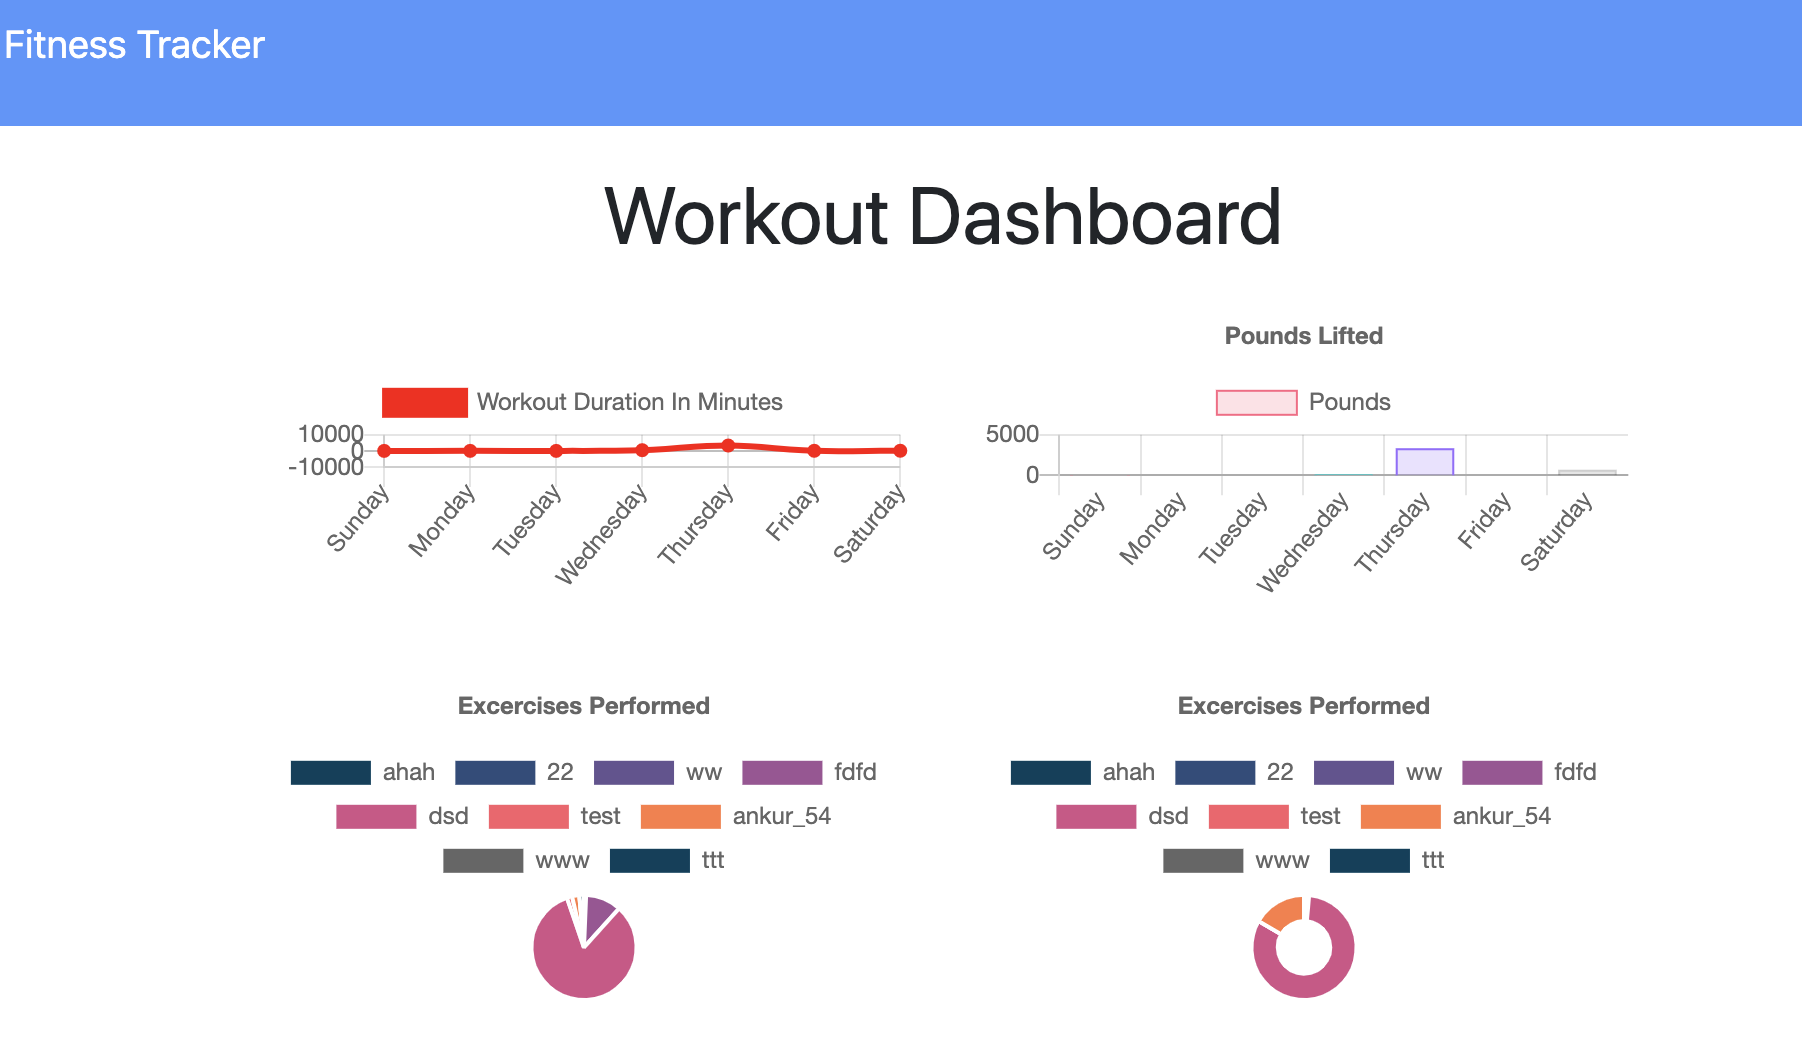 Fitness Tracker
Workout Dashboard
Workout Duration In Minutes
10000
0
-10000
Sunday Monday Tuesday Wednesday Thursday Friday Saturday
Pounds Lifted
Pounds
5000
0
Sunday Monday Tuesday Wednesday Thursday Friday Saturday
Excercises Performed
ahah 22 ww fdfd
dsd test ankur_54
www ttt
Excercises Performed
ahah 22 ww fdfd
dsd test ankur_54
www ttt